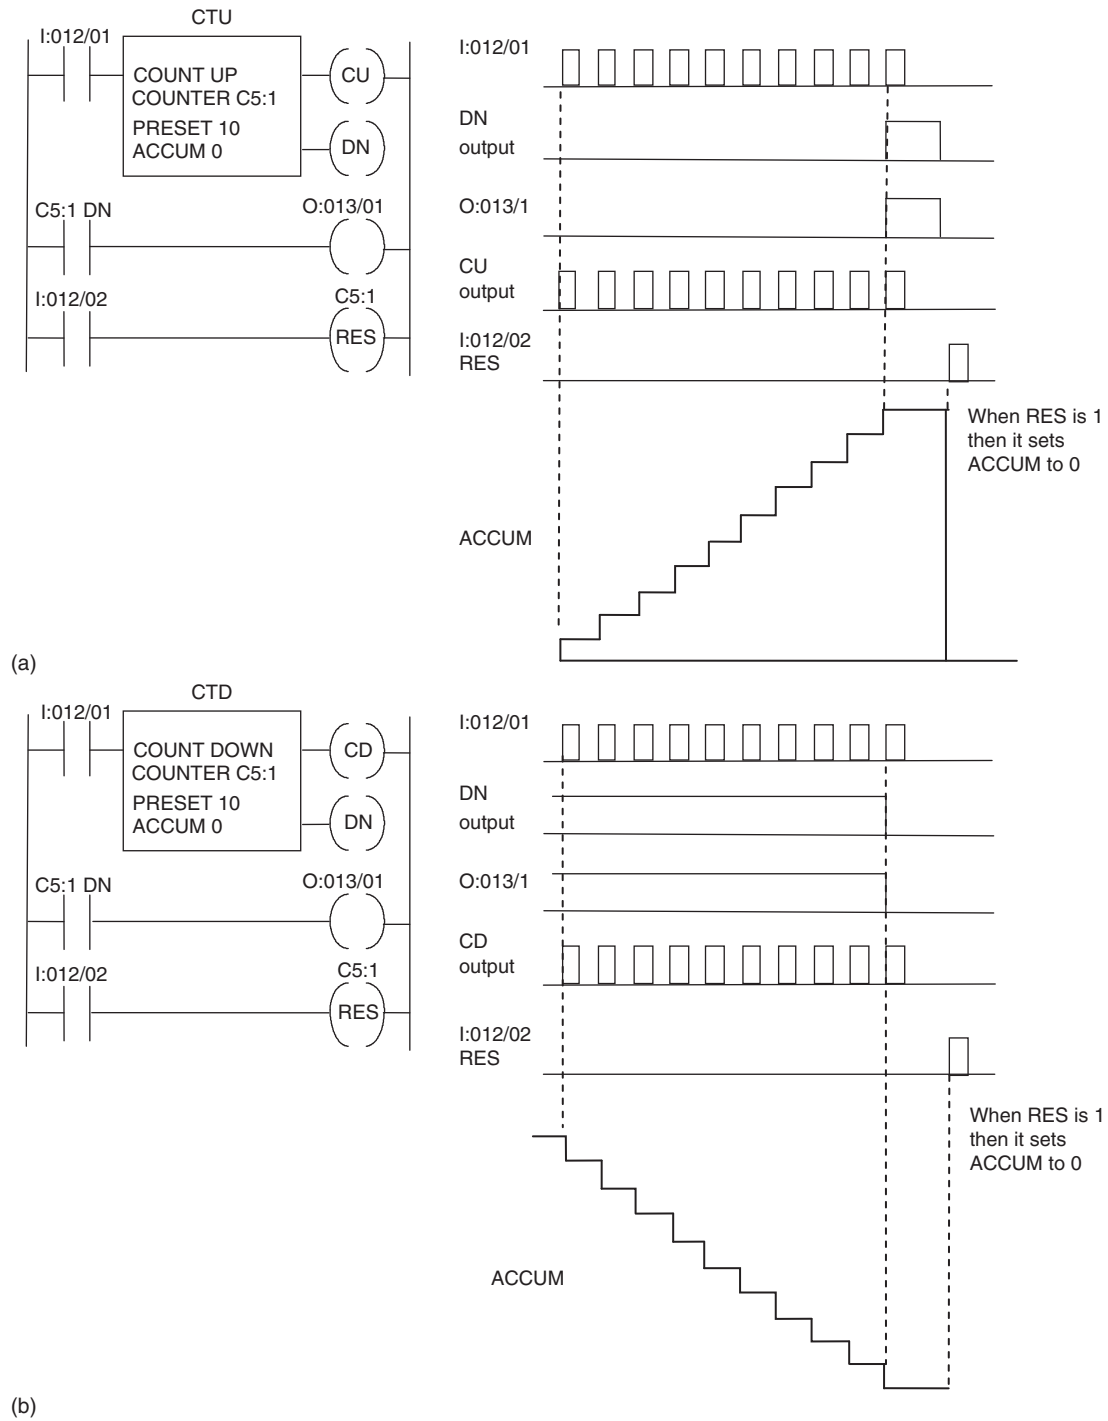 CTU
I:012/01
COUNT UP
COUNTER C5:1
PRESET 10
ACCUM 0
CU
DN
C5:1 DN
O:013/01
I:012/02
C5:1
RES
I:012/01
DN
output
O:013/1
CU
output
I:012/02
RES
When RES is 1
then it sets
ACCUM to 0
ACCUM
(a)
CTD
I:012/01
COUNT DOWN
COUNTER C5:1
PRESET 10
ACCUM 0
CD
DN
C5:1 DN
O:013/01
I:012/02
C5:1
RES
I:012/01
DN
output
O:013/1
CD
output
I:012/02
RES
When RES is 1
then it sets
ACCUM to 0
ACCUM
(b)